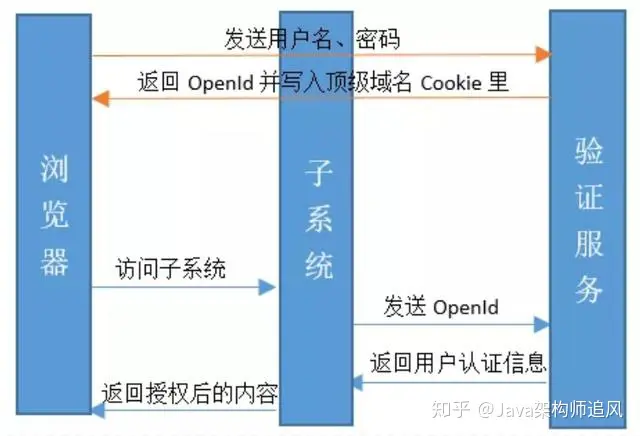 发送用户名、密码
返回 OpenId 并写入顶级域名 Cookie 里
浏览器
子系统
验证服务
访问子系统
发送 OpenId
返回用户认证信息
返回授权后的内容
知乎 @Java架构师追风